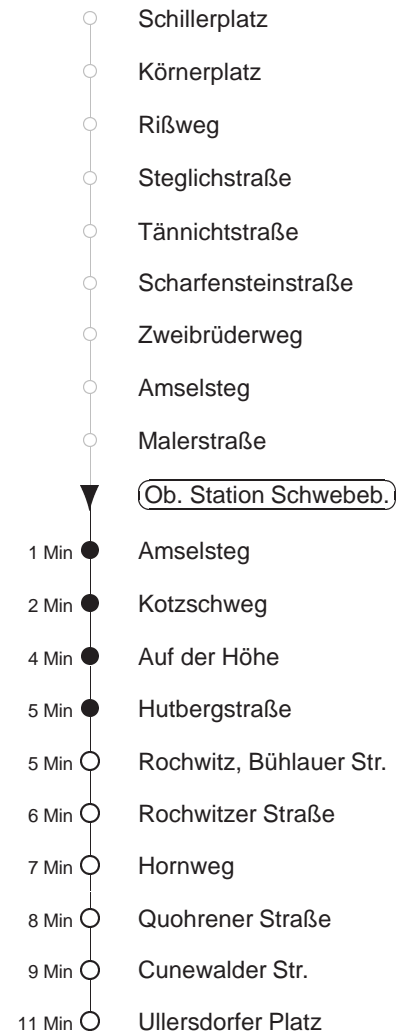 Schillerplatz
Körnerplatz
Rißweg
Steglichstraße
Tännichtstraße
Scharfensteinstraße
Zweibrüderweg
Amselsteg
Malerstraße
Ob. Station Schwebeb.
1 Min Amselsteg
2 Min Kotzschweg
4 Min Auf der Höhe
5 Min Hutbergstraße
5 Min Rochwitz, Bühlauer Str.
6 Min Rochwitzer Straße
7 Min Hornweg
8 Min Quohrener Straße
9 Min Cunewalder Str.
11 Min Ullersdorfer Platz